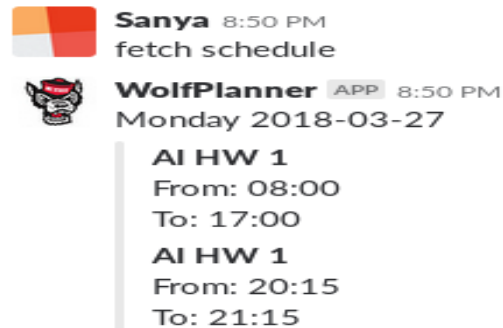 Sanya 8:50 PM
fetch schedule
WolfPlanner APP 8:50 PM
Monday 2018-03-27
AI HW 1
From: 08:00
To: 17:00
AI HW 1
From: 20:15
To: 21:15